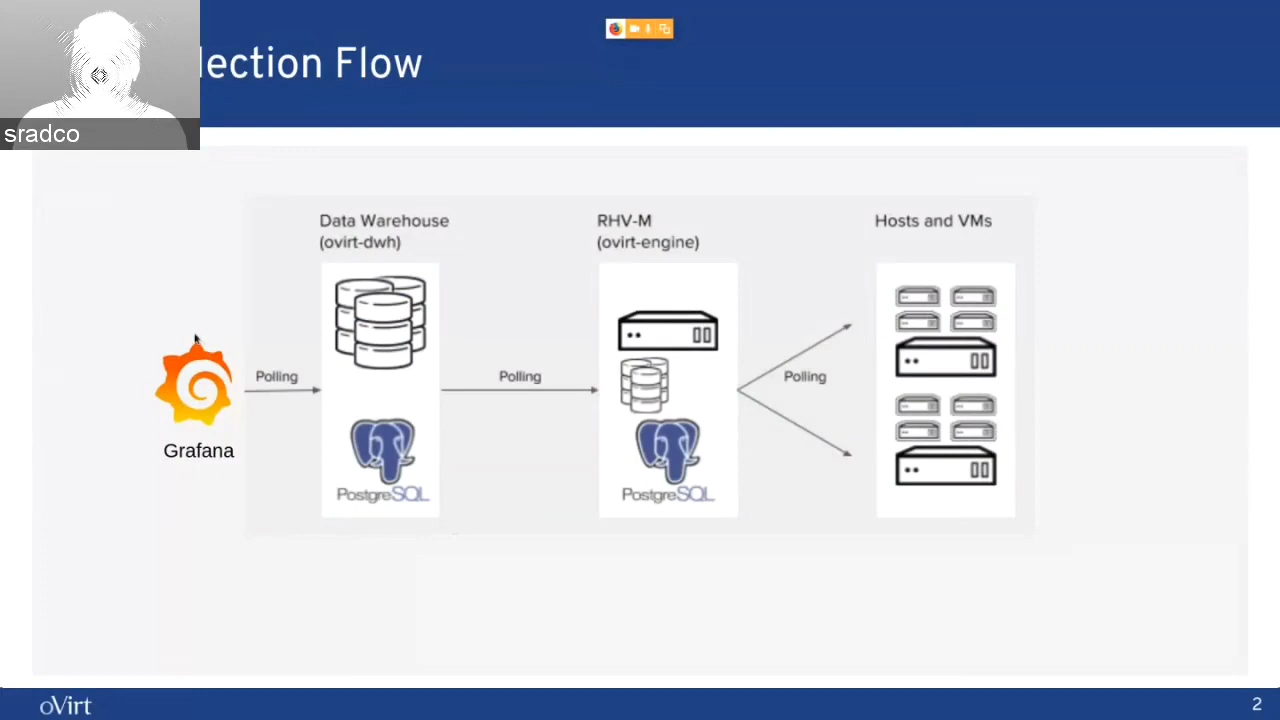 lection Flow
sradco
Data Warehouse
(ovirt-dwh)
RHV-M
(ovirt-engine)
Hosts and VMs
Polling
Polling
Polling
Grafana
PostgreSQL
PostgreSQL
oVirt
2